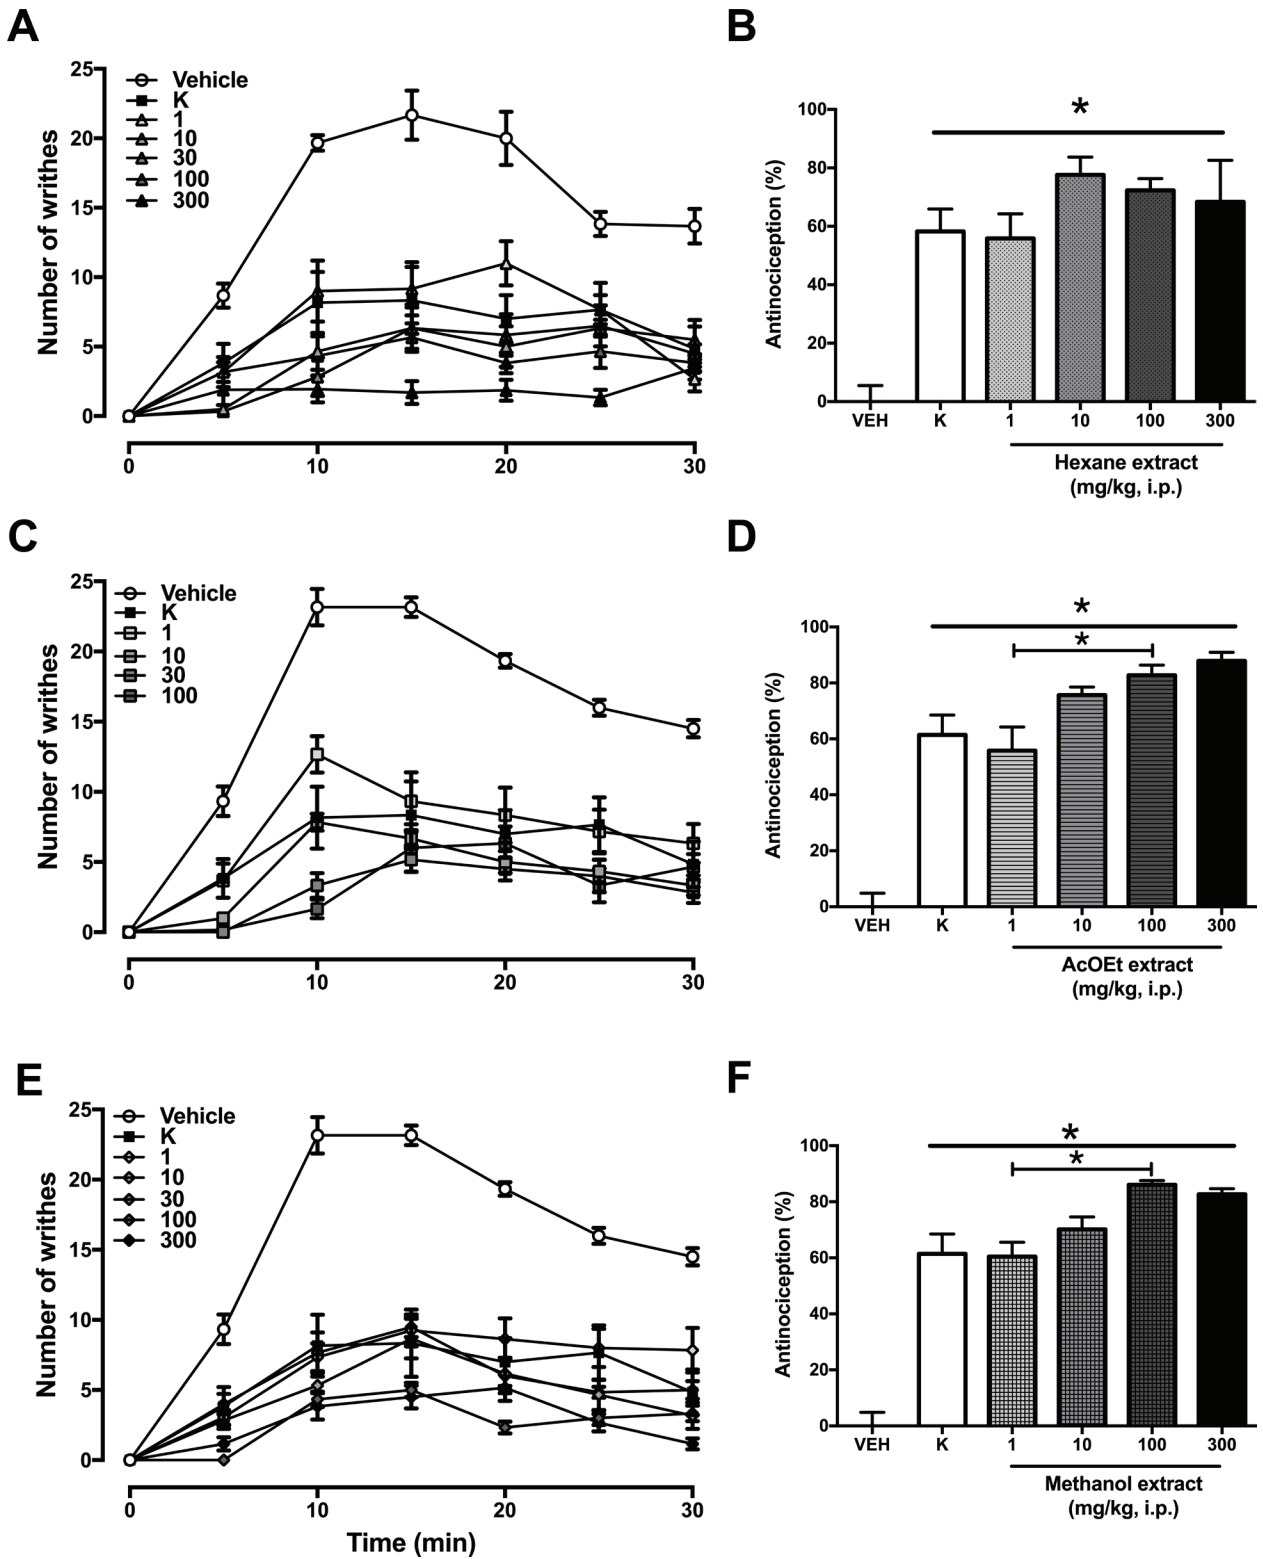 A
25
20
15
10
5
0
Number of writhes
Vehicle
K
1
10
30
100
300
0 10 20 30
B
*
100
80
60
40
20
0
Antinociception (%)
VEH K 1 10 100 300
Hexane extract
(mg/kg, i.p.)
C
25
20
15
10
5
0
Number of writhes
Vehicle
K
1
10
30
100
0 10 20 30
D
*
*
100
80
60
40
20
0
Antinociception (%)
VEH K 1 10 100 300
AcOEt extract
(mg/kg, i.p.)
E
25
20
15
10
5
0
Number of writhes
Vehicle
K
1
10
30
100
300
0 10 20 30
Time (min)
F
*
*
100
80
60
40
20
0
Antinociception (%)
VEH K 1 10 100 300
Methanol extract
(mg/kg, i.p.)